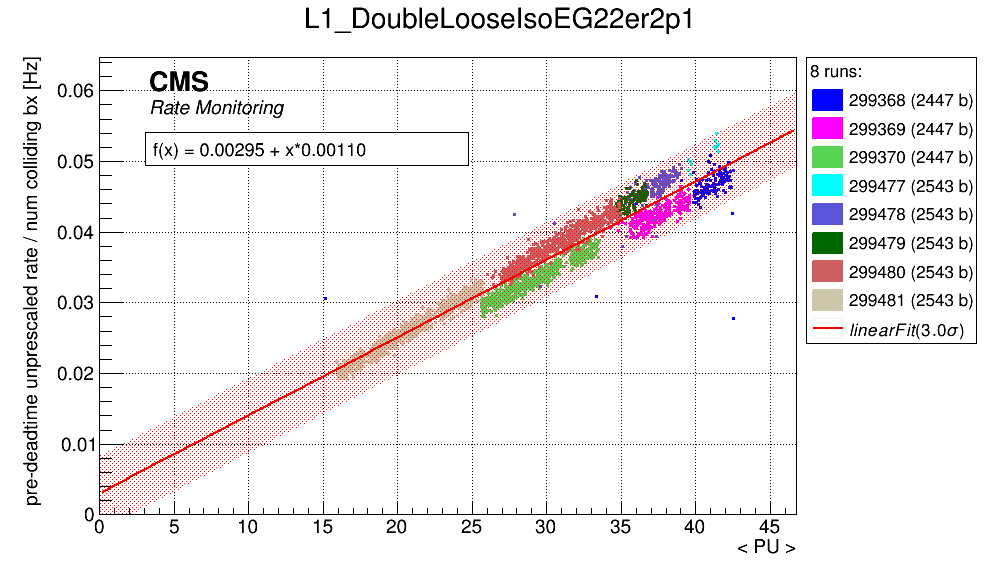 L1_DoubleLooseIsoEG22er2p1
pre-deadtime unprescaled rate / num colliding bx [Hz]
CMS
Rate Monitoring
f(x) = 0.00295 + x*0.00110
0.06
0.05
0.04
0.03
0.02
0.01
0
0 5 10 15 20 25 30 35 40 45
< PU >
8 runs:
299368 (2447 b)
299369 (2447 b)
299370 (2447 b)
299477 (2543 b)
299478 (2543 b)
299479 (2543 b)
299480 (2543 b)
299481 (2543 b)
linearFit(3.0σ)